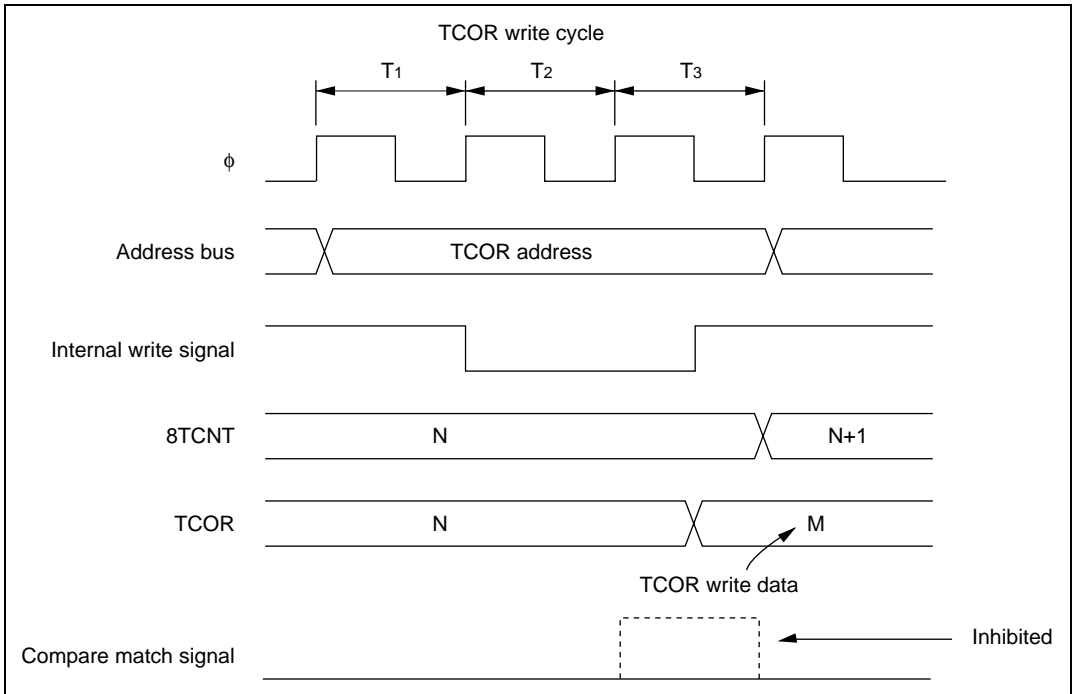 TCOR write cycle
T1 T2 T3
φ
Address bus TCOR address
Internal write signal
8TCNT N N+1
TCOR N M
TCOR write data
Compare match signal Inhibited